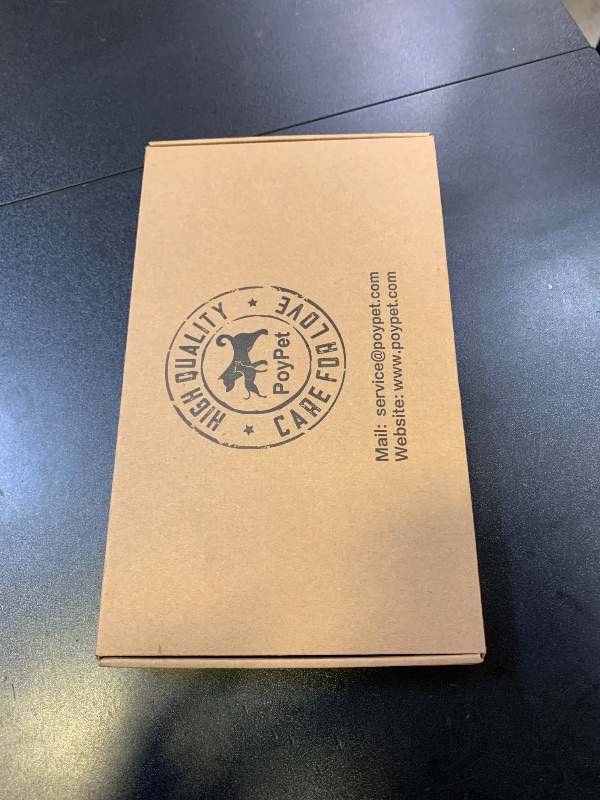 HIGH QUALITY
PoyPet
CARE FOR LOVE
Mail: service@poypet.com
Website: www.poypet.com